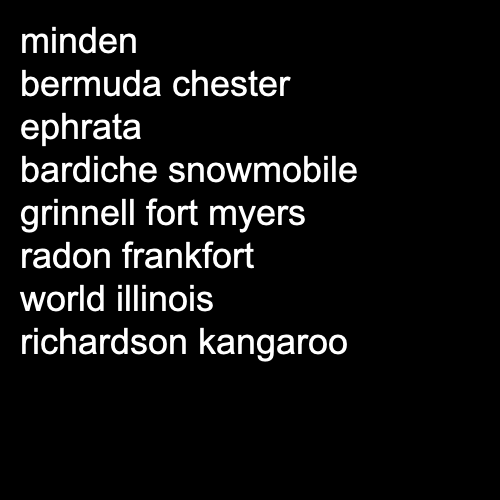 minden
bermuda chester
ephrata
bardiche snowmobile
grinnell fort myers
radon frankfort
world illinois
richardson kangaroo